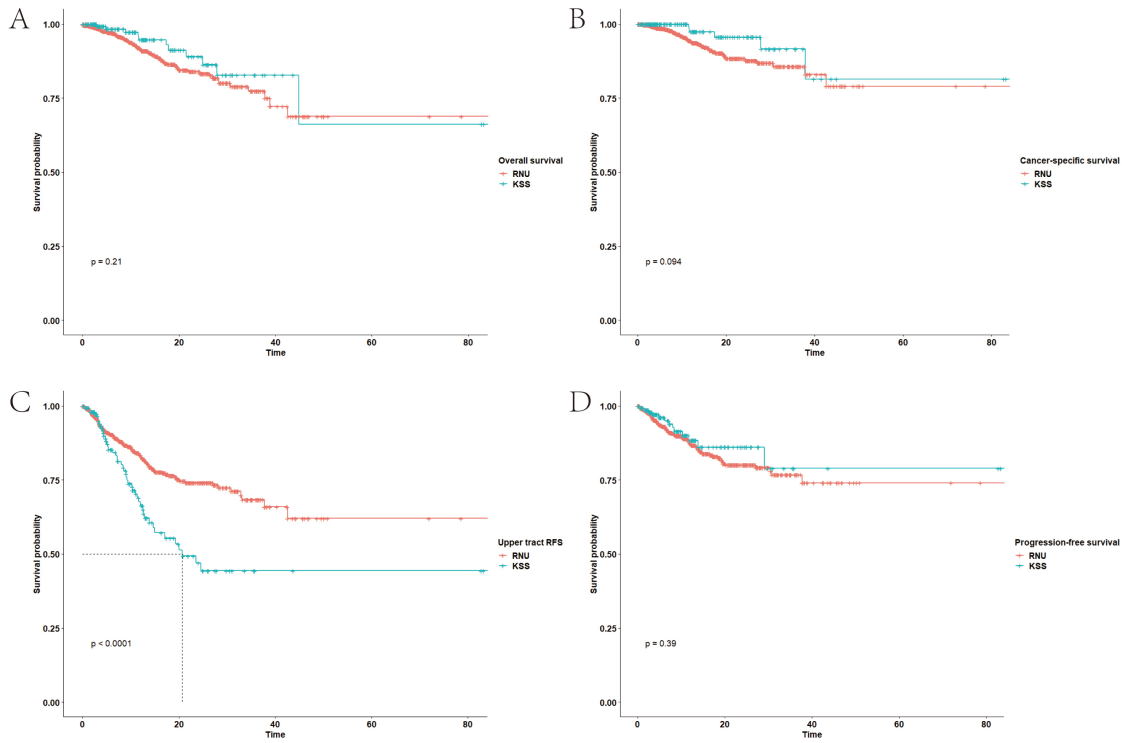 A
1.00
0.75
0.50
0.25
0.00
Survival probability
0 20 40 60 80
Time
p = 0.21
Overall survival
RNU
KSS
B
1.00
0.75
0.50
0.25
0.00
Survival probability
0 20 40 60 80
Time
p = 0.094
Cancer-specific survival
RNU
KSS
C
1.00
0.75
0.50
0.25
0.00
Survival probability
0 20 40 60 80
Time
p < 0.0001
Upper tract RFS
RNU
KSS
D
1.00
0.75
0.50
0.25
0.00
Survival probability
0 20 40 60 80
Time
p = 0.39
Progression-free survival
RNU
KSS